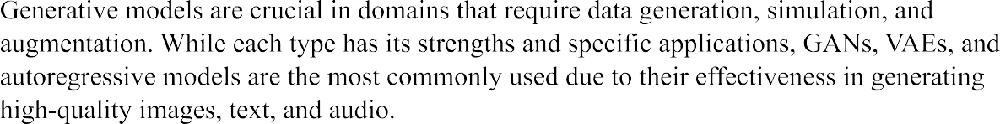 Generative models are crucial in domains that require data generation, simulation, and
augmentation. While each type has its strengths and specific applications, GANs, VAEs, and
autoregressive models are the most commonly used due to their effectiveness in generating
high-quality images, text, and audio.